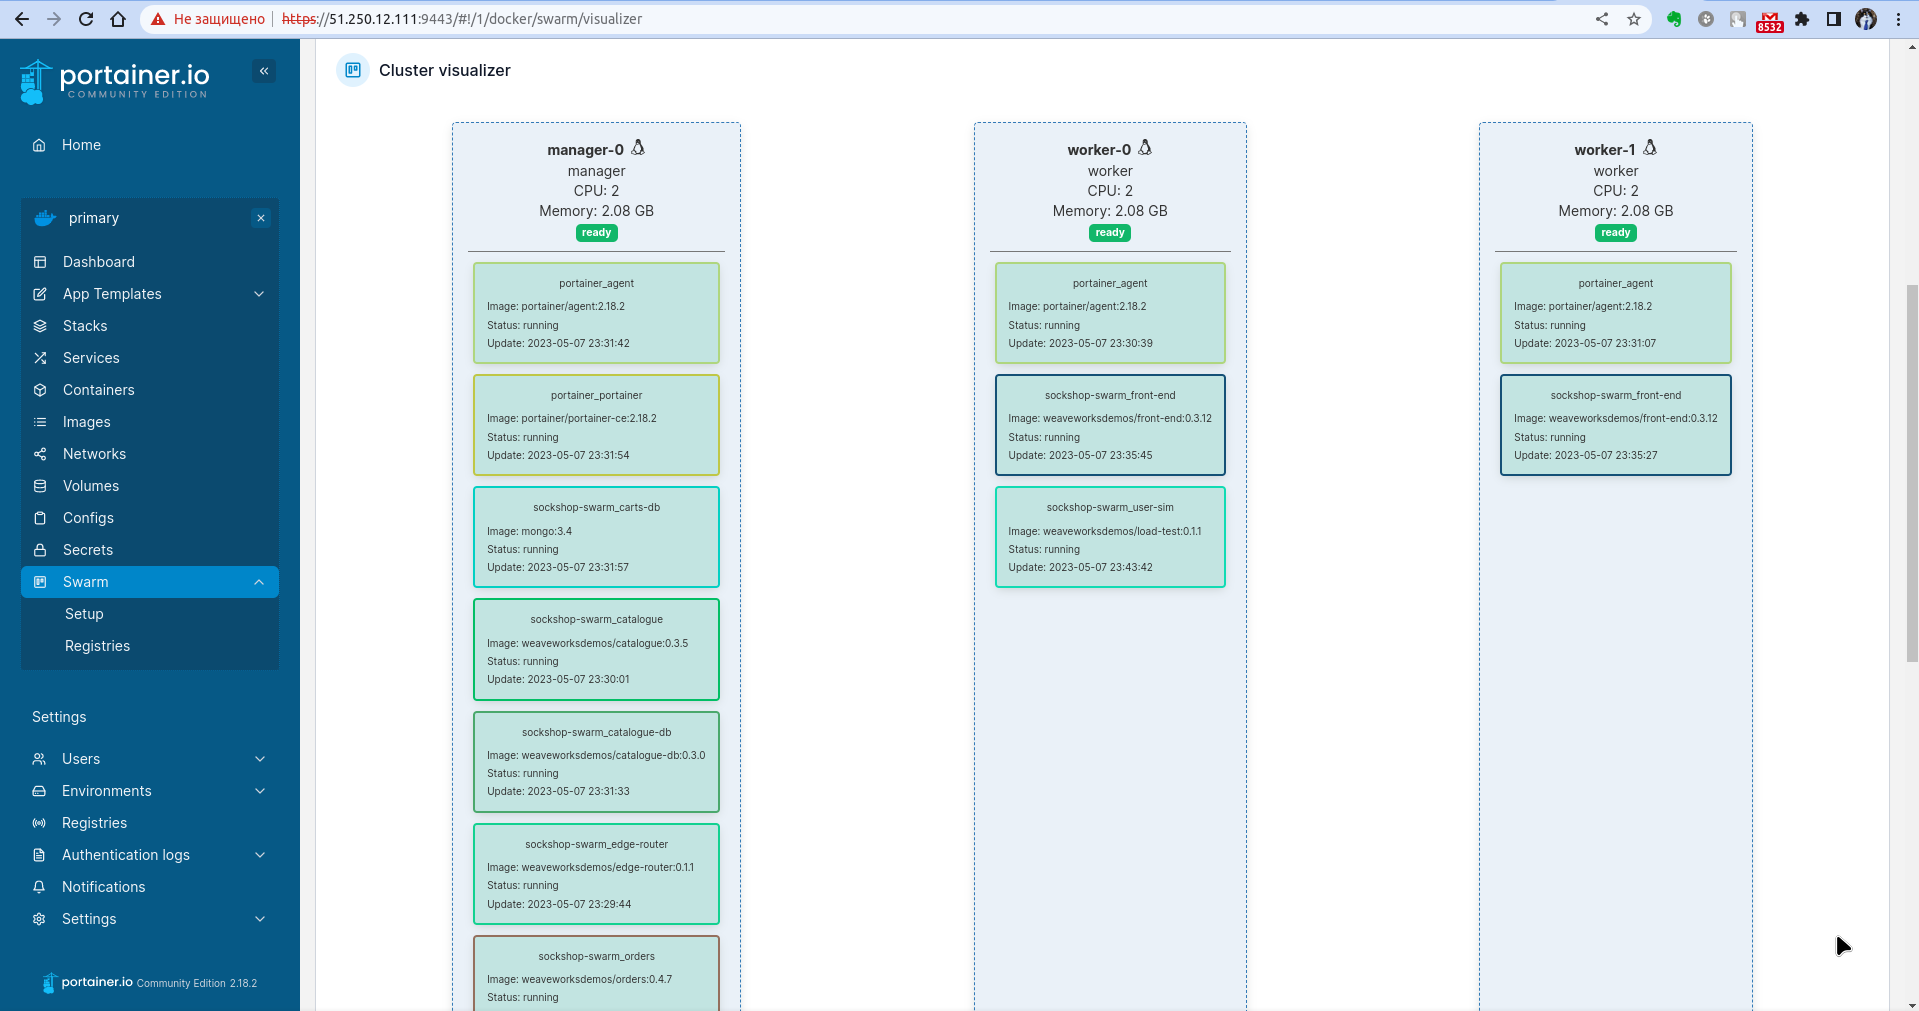 Не защищено
https://51.250.12.111:9443/#!/1/docker/swarm/visualizer
8532
portainer.io
COMMUNITY EDITION
Home
primary
Dashboard
App Templates
Stacks
Services
Containers
Images
Networks
Volumes
Configs
Secrets
Swarm
Setup
Registries
Settings
Users
Environments
Registries
Authentication logs
Notifications
Settings
portainer.io Community Edition 2.18.2
Cluster visualizer
manager-0
manager
CPU: 2
Memory: 2.08 GB
ready
portainer_agent
Image: portainer/agent:2.18.2
Status: running
Update: 2023-05-07 23:31:42
portainer_portainer
Image: portainer/portainer-ce:2.18.2
Status: running
Update: 2023-05-07 23:31:54
sockshop-swarm_carts-db
Image: mongo:3.4
Status: running
Update: 2023-05-07 23:31:57
sockshop-swarm_catalogue
Image: weaveworksdemos/catalogue:0.3.5
Status: running
Update: 2023-05-07 23:30:01
sockshop-swarm_catalogue-db
Image: weaveworksdemos/catalogue-db:0.3.0
Status: running
Update: 2023-05-07 23:31:33
sockshop-swarm_edge-router
Image: weaveworksdemos/edge-router:0.1.1
Status: running
Update: 2023-05-07 23:29:44
sockshop-swarm_orders
Image: weaveworksdemos/orders:0.4.7
Status: running
worker-0
worker
CPU: 2
Memory: 2.08 GB
ready
portainer_agent
Image: portainer/agent:2.18.2
Status: running
Update: 2023-05-07 23:30:39
sockshop-swarm_front-end
Image: weaveworksdemos/front-end:0.3.12
Status: running
Update: 2023-05-07 23:35:45
sockshop-swarm_user-sim
Image: weaveworksdemos/load-test:0.1.1
Status: running
Update: 2023-05-07 23:43:42
worker-1
worker
CPU: 2
Memory: 2.08 GB
ready
portainer_agent
Image: portainer/agent:2.18.2
Status: running
Update: 2023-05-07 23:31:07
sockshop-swarm_front-end
Image: weaveworksdemos/front-end:0.3.12
Status: running
Update: 2023-05-07 23:35:27